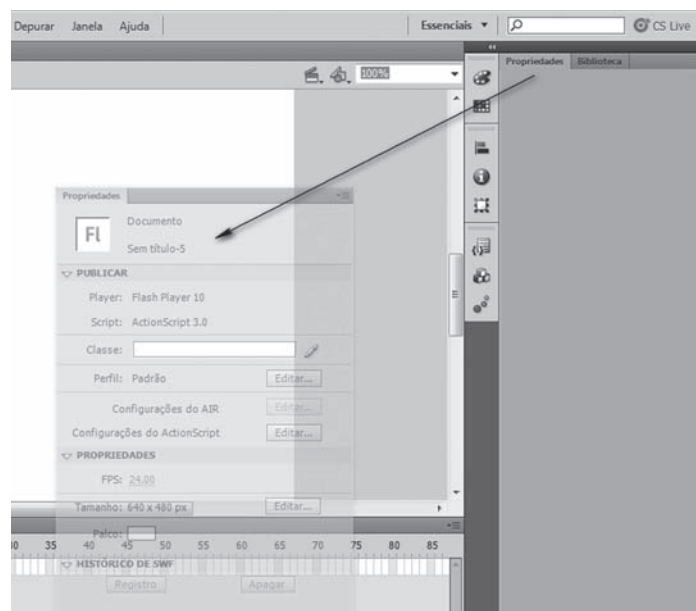 Depurar Janela Ajuda Essenciais CS Live
Propriedades Biblioteca
100%
Propriedades
Fl
Documento
Sem título-5
PUBLICAR
Player: Flash Player 10
Script: ActionScript 3.0
Classe:
Perfil: Padrão Editar...
Configurações do AIR Editar...
Configurações do ActionScript Editar...
PROPRIEDADES
FPS: 24.00
Tamanho: 640 x 480 px Editar...
Palco:
30 35 40 45 50 55 60 65 70 75 80 85
HISTÓRICO DE SWF
Registro Apagar